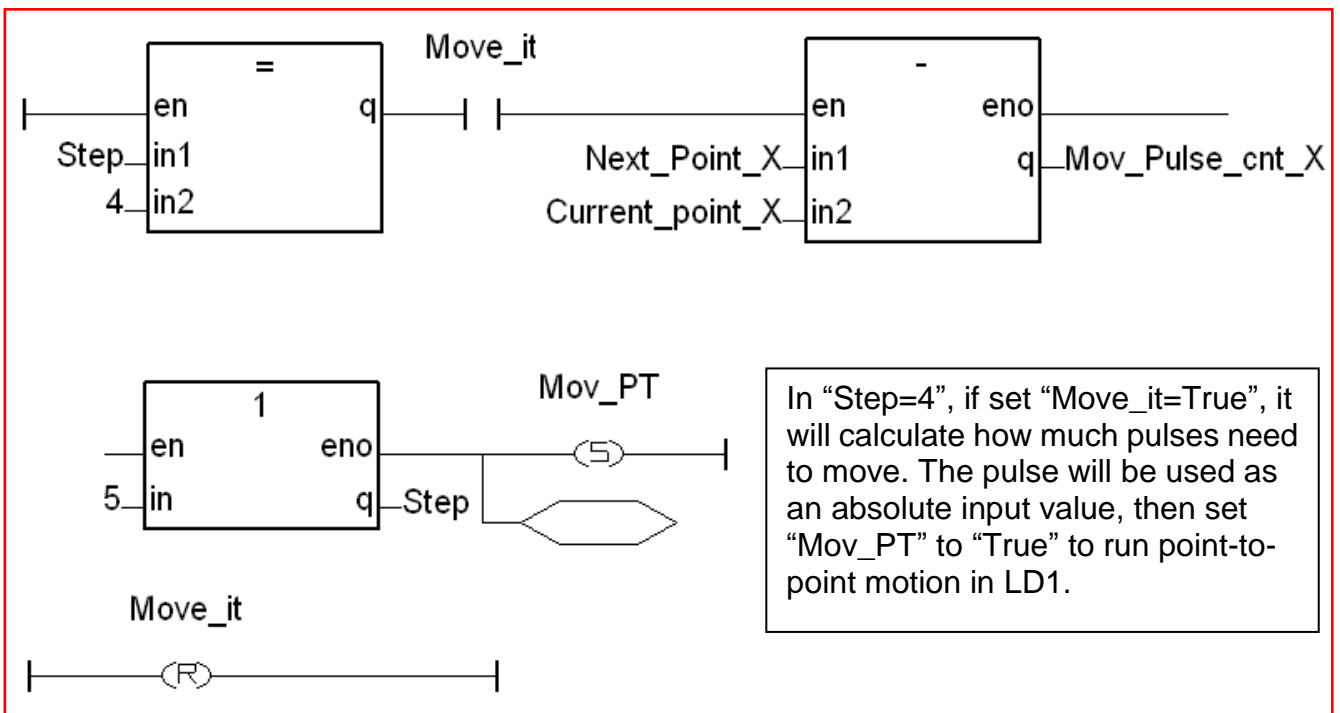 Move_it
= -
en q en eno
Step in1 Next_Point_X in1 q Mov_Pulse_cnt_X
4 in2 Current_point_X in2
Mov_PT
1
en eno (S)
5 in q Step
Move_it
(R)
In “Step=4”, if set “Move_it=True”, it
will calculate how much pulses need
to move. The pulse will be used as
an absolute input value, then set
“Mov_PT” to “True” to run point-to-
point motion in LD1.